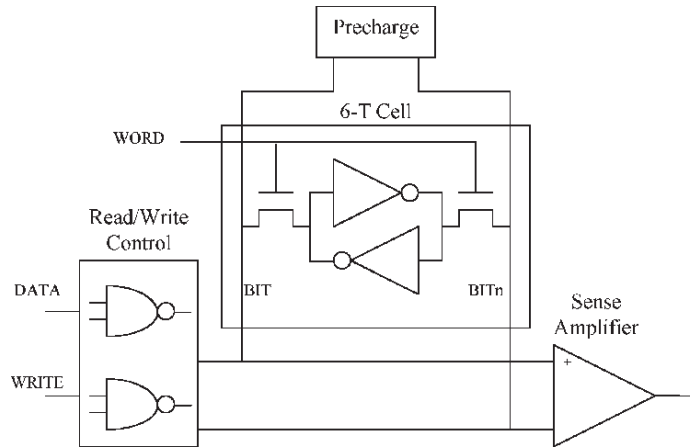 Precharge
6-T Cell
WORD
Read/Write
Control
DATA
BIT
BITn
Sense
Amplifier
WRITE
+